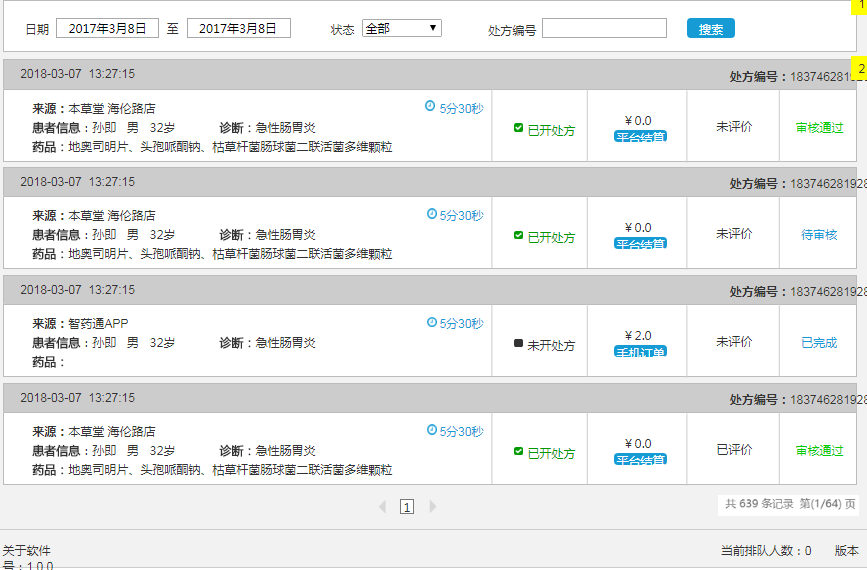 1
日期 2017年3月8日 至 2017年3月8日 状态 全部 处方编号 搜索
2
2018-03-07 13:27:15 处方编号：183746281928
来源：本草堂 海伦路店 5分30秒
患者信息：孙即 男 32岁 诊断：急性肠胃炎
药品：地奥司明片、头孢哌酮钠、枯草杆菌肠球菌二联活菌多维颗粒
已开处方
¥ 0.0
平台结算
未评价
审核通过
2018-03-07 13:27:15 处方编号：183746281928
来源：本草堂 海伦路店 5分30秒
患者信息：孙即 男 32岁 诊断：急性肠胃炎
药品：地奥司明片、头孢哌酮钠、枯草杆菌肠球菌二联活菌多维颗粒
已开处方
¥ 0.0
平台结算
未评价
待审核
2018-03-07 13:27:15 处方编号：183746281928
来源：智药通APP 5分30秒
患者信息：孙即 男 32岁 诊断：急性肠胃炎
药品：
未开处方
¥ 2.0
手机订单
未评价
已完成
2018-03-07 13:27:15 处方编号：183746281928
来源：本草堂 海伦路店 5分30秒
患者信息：孙即 男 32岁 诊断：急性肠胃炎
药品：地奥司明片、头孢哌酮钠、枯草杆菌肠球菌二联活菌多维颗粒
已开处方
¥ 0.0
平台结算
已评价
审核通过
1
共 639 条记录 第(1/64) 页
关于软件 当前排队人数：0 版本
号：1.0.0